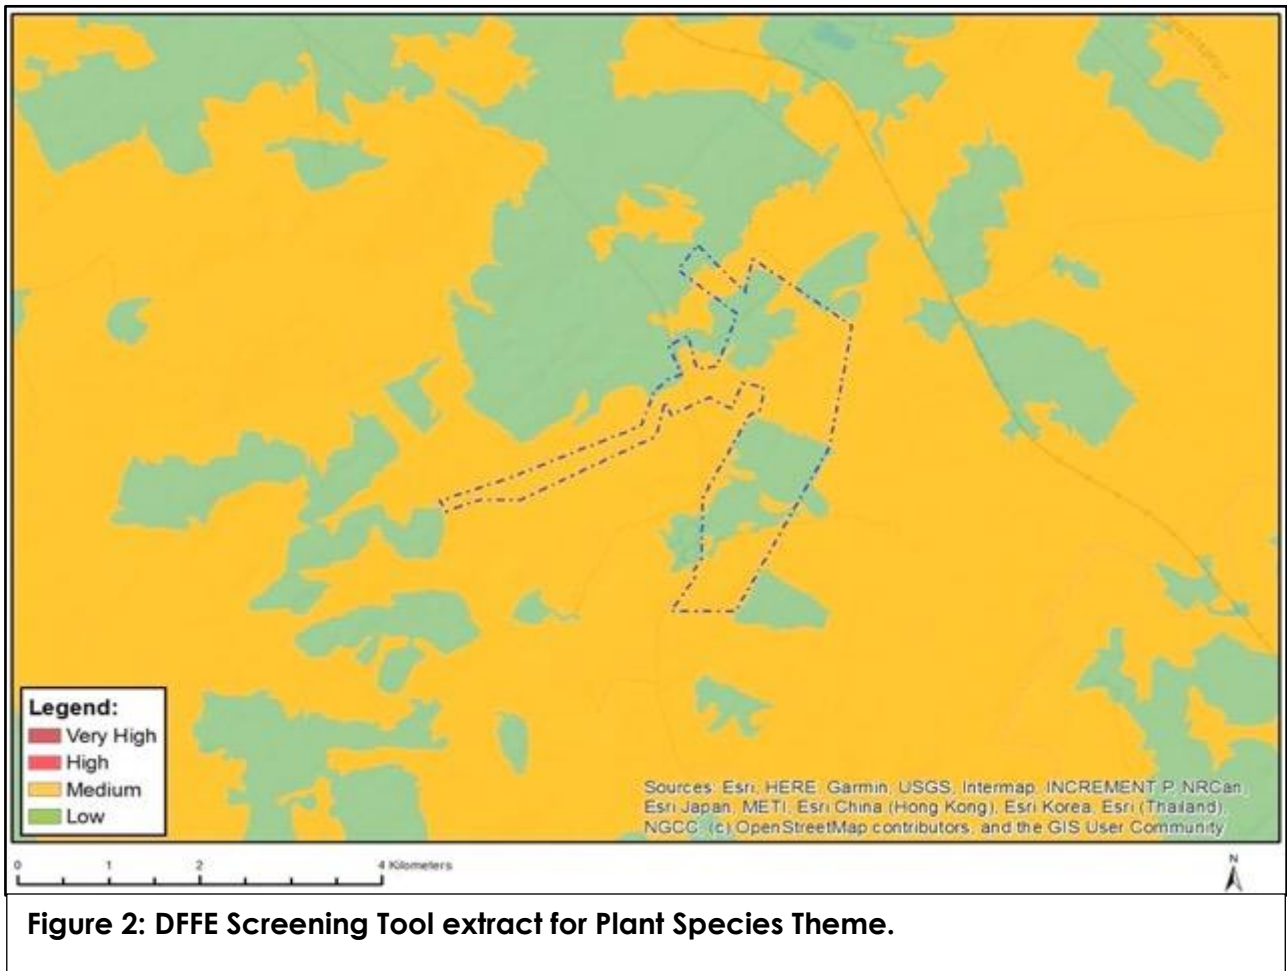 Legend:
Very High
High
Medium
Low
Sources: Esri, HERE, Garmin, USGS, Intermap, INCREMENT P, NRCan,
Esri Japan, METI, Esri China (Hong Kong), Esri Korea, Esri (Thailand),
NGCC, (c) OpenStreetMap contributors, and the GIS User Community
0 1 2 4 Kilometers
N
Figure 2: DFFE Screening Tool extract for Plant Species Theme.